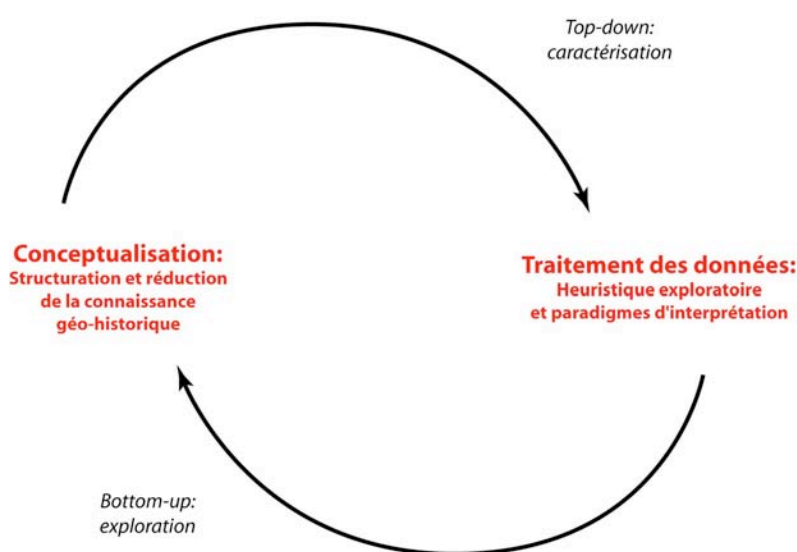 Top-down:
caractérisation
Conceptualisation:
Structuration et réduction
de la connaissance
géo-historique
Traitement des données:
Heuristique exploratoire
et paradigmes d'interprétation
Bottom-up:
exploration